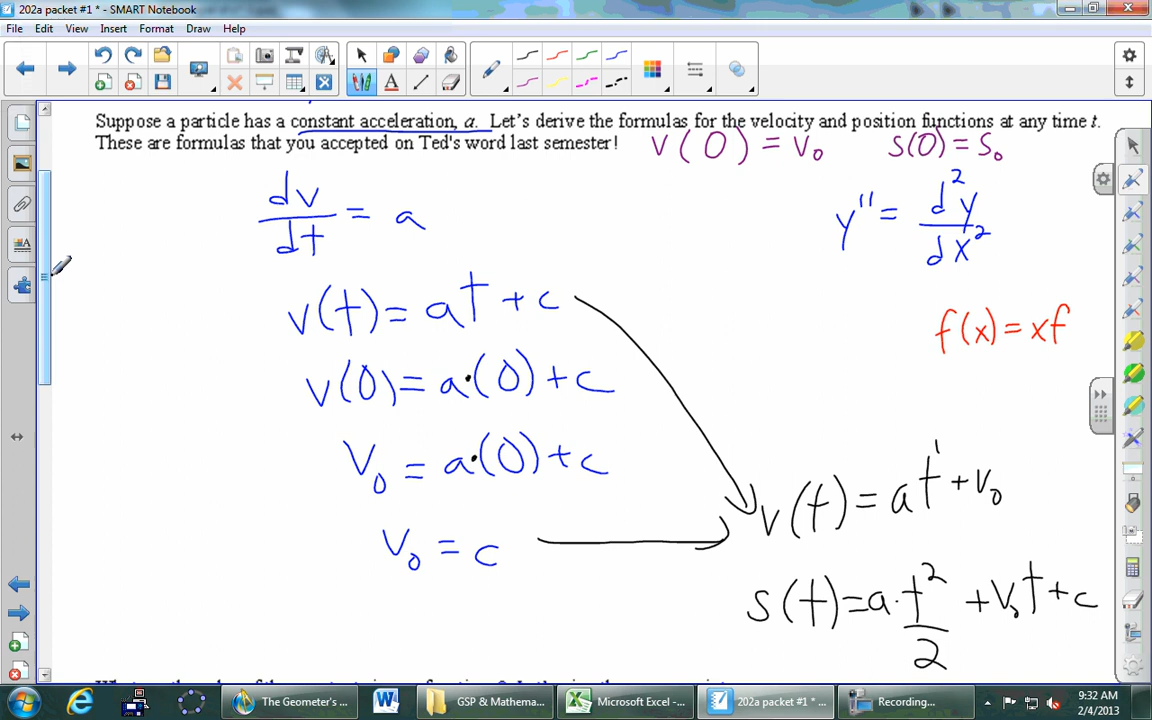 202a packet #1 * - SMART Notebook
File Edit View Insert Format Draw Help
Suppose a particle has a constant acceleration, a. Let's derive the formulas for the velocity and position functions at any time t.
These are formulas that you accepted on Ted's word last semester!
v(0) = v₀ s(0) = s₀
dv/dt = a
y'' = d²y/dx²
v(t) = at + c
f(x) = xf
v(0) = a·(0) + c
v₀ = a·(0) + c
v(t) = at¹ + v₀
v₀ = c
s(t) = a·t²/2 + v₀t + c
The Geometer's ...
GSP & Mathema...
Microsoft Excel -...
202a packet #1 * ...
Recording...
9:32 AM
2/4/2013